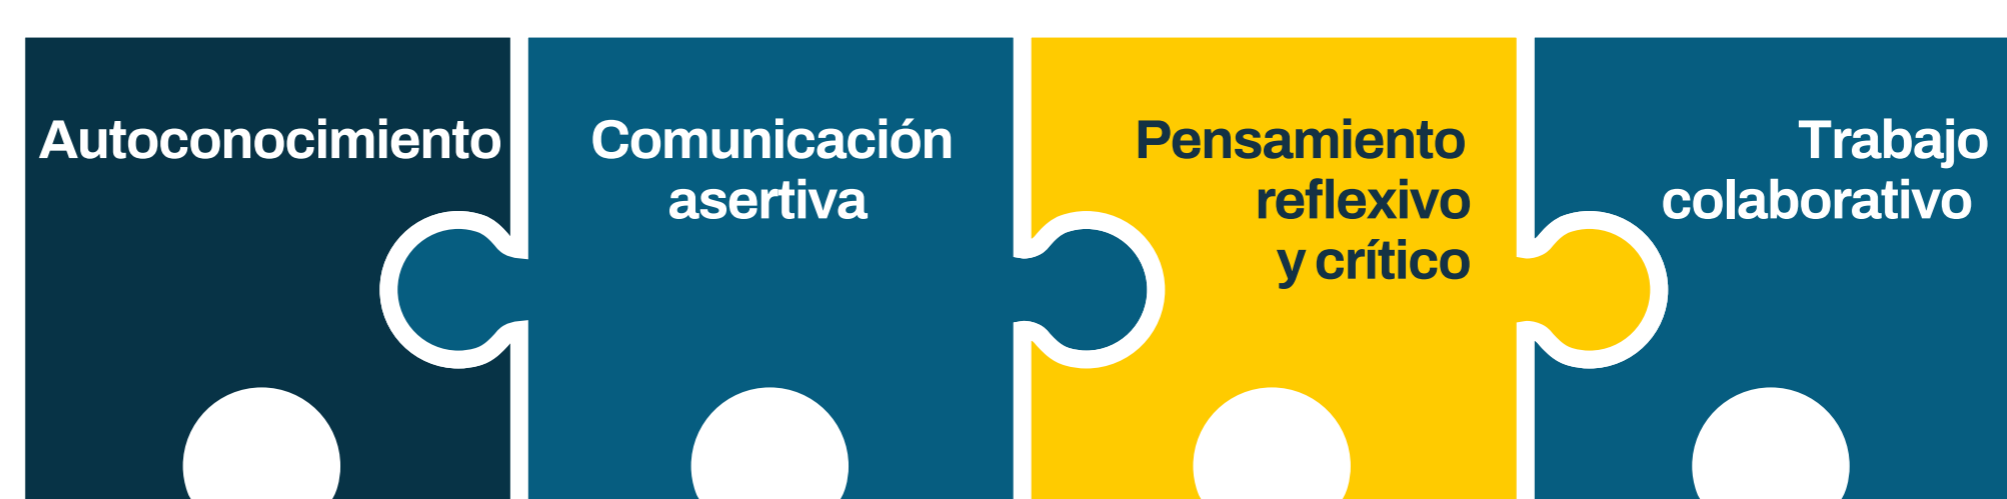 Autoconocimiento
Comunicación
asertiva
Pensamiento
reflexivo
y crítico
Trabajo
colaborativo